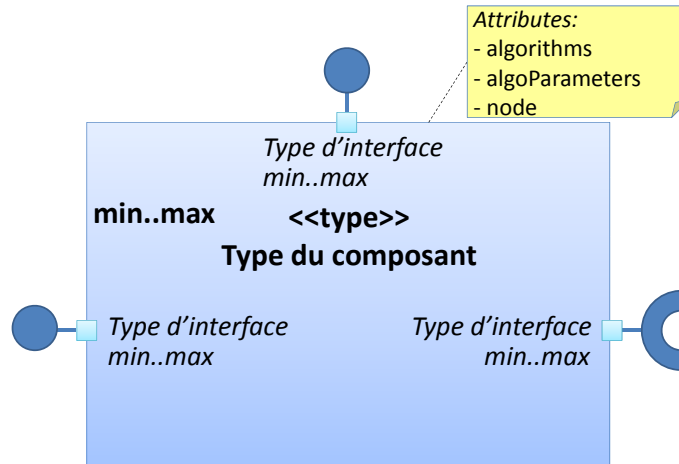 Attributes:
- algorithms
- algoParameters
- node
Type d’interface
min..max
min..max
<<type>>
Type du composant
Type d’interface
min..max
Type d’interface
min..max